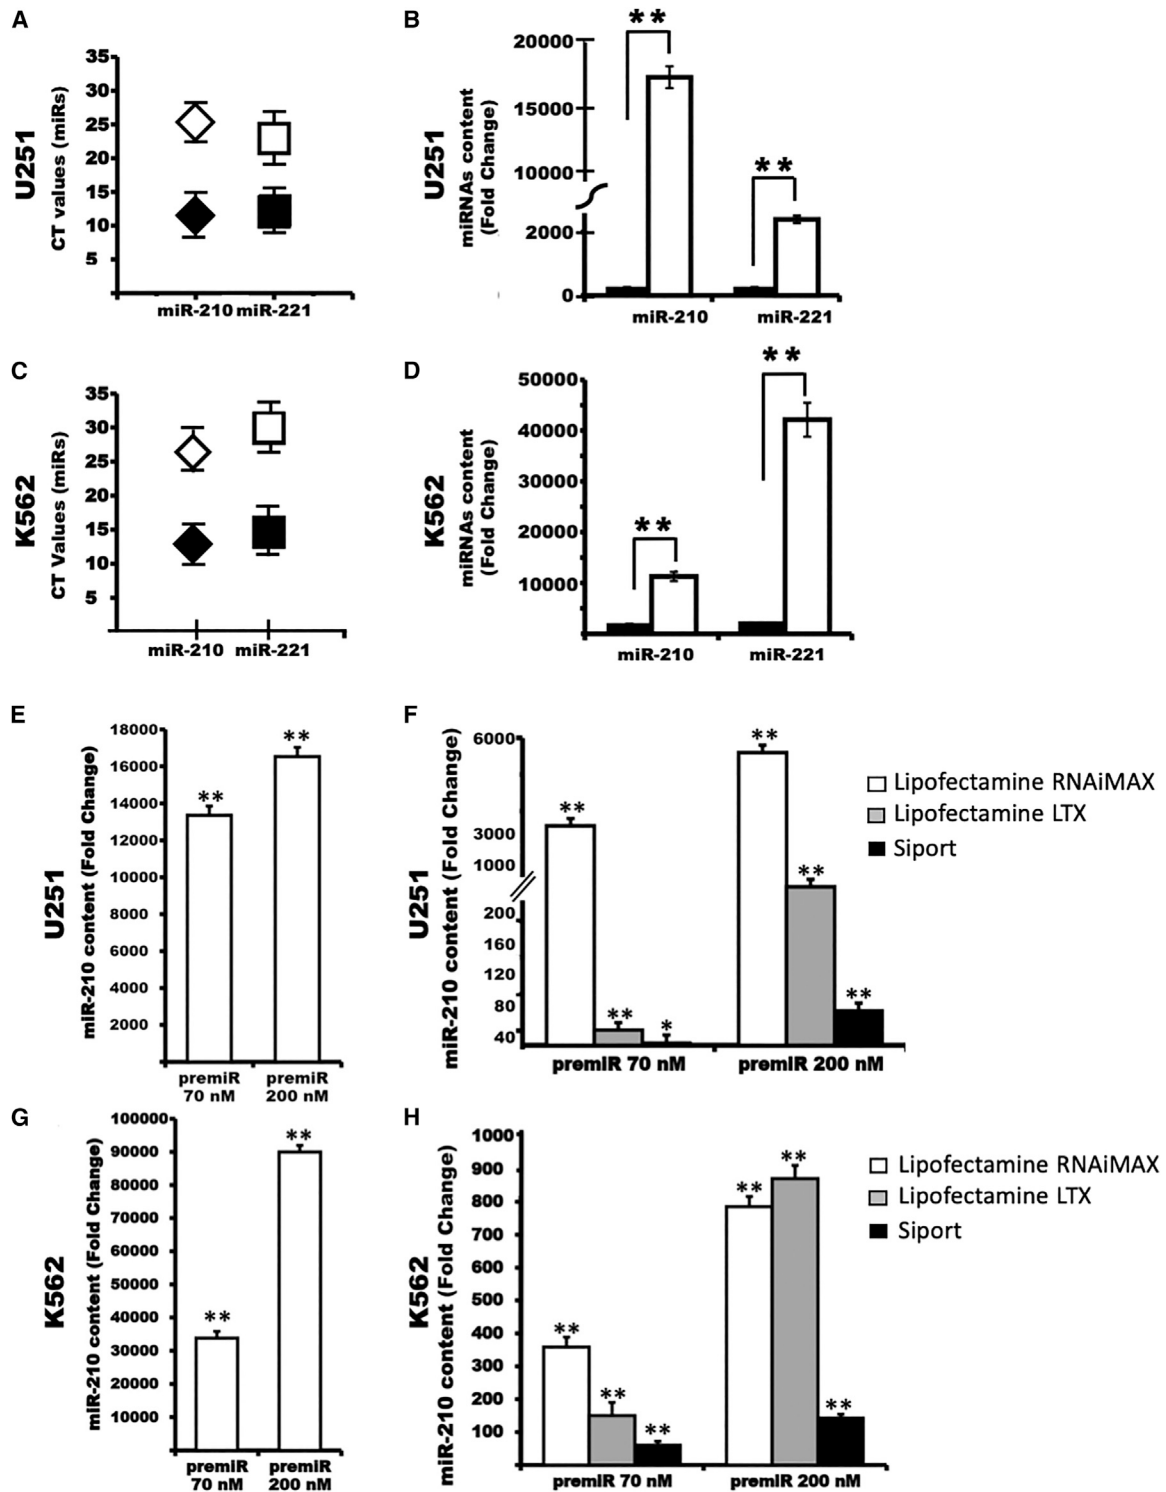 A
U251
CT values (miRs)
35
30
25
20
15
10
5
miR-210 miR-221
B
U251
miRNAs content
(Fold Change)
20000
15000
10000
2000
0
**
**
miR-210
miR-221
C
K562
CT Values (miRs)
35
30
25
20
15
10
5
miR-210 miR-221
D
K562
miRNAs content
(Fold Change)
50000
40000
30000
20000
10000
**
**
miR-210
miR-221
E
U251
miR-210 content (Fold Change)
18000
16000
14000
12000
10000
8000
6000
4000
2000
**
**
premiR
70 nM
premiR
200 nM
F
U251
miR-210 content (Fold Change)
6000
3000
1000
200
160
120
80
40
**
**
*
**
**
**
premiR 70 nM
premiR 200 nM
Lipofectamine RNAiMAX
Lipofectamine LTX
Siport
G
K562
miR-210 content (Fold Change)
100000
90000
80000
70000
60000
50000
40000
30000
20000
10000
**
**
premiR
70 nM
premiR
200 nM
H
K562
miR-210 content (Fold Change)
1000
900
800
700
600
500
400
300
200
100
**
**
**
**
**
**
premiR 70 nM
premiR 200 nM
Lipofectamine RNAiMAX
Lipofectamine LTX
Siport